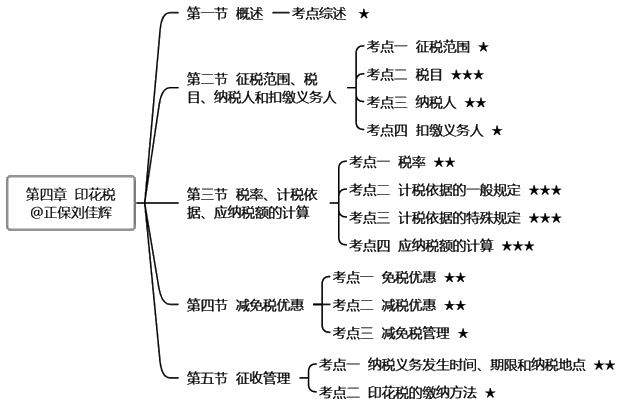 第四章 印花税
@正保刘佳辉
第一节 概述
考点综述 ★
第二节 征税范围、税
目、纳税人和扣缴义务人
考点一 征税范围 ★
考点二 税目 ★★★
考点三 纳税人 ★★
考点四 扣缴义务人 ★
第三节 税率、计税依
据、应纳税额的计算
考点一 税率 ★★
考点二 计税依据的一般规定 ★★★
考点三 计税依据的特殊规定 ★★★
考点四 应纳税额的计算 ★★★
第四节 减免税优惠
考点一 免税优惠 ★★
考点二 减税优惠 ★★
考点三 减免税管理 ★
第五节 征收管理
考点一 纳税义务发生时间、期限和纳税地点 ★★
考点二 印花税的缴纳方法 ★